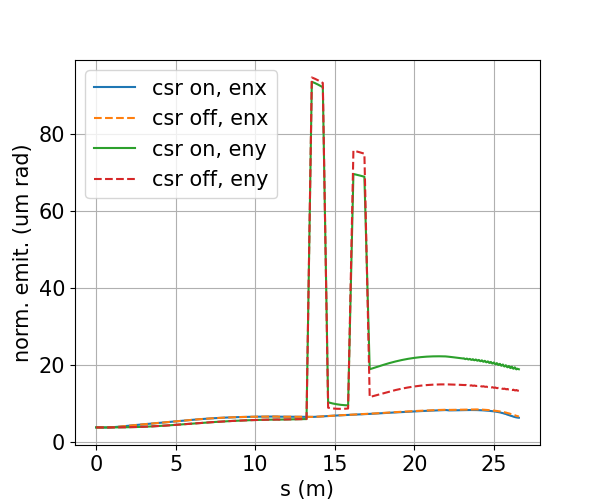 csr on, enx
csr off, enx
csr on, eny
csr off, eny
norm. emit. (um rad)
80
60
40
20
0
0 5 10 15 20 25
s (m)